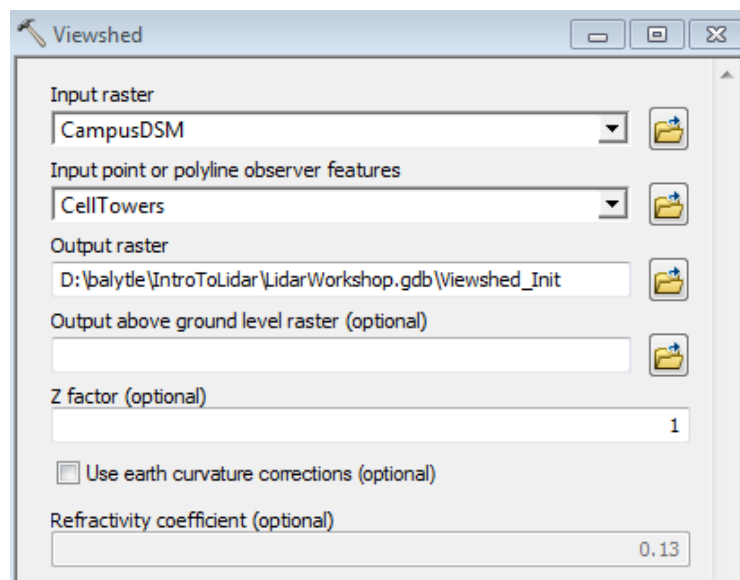 Viewshed
Input raster
CampusDSM
Input point or polyline observer features
CellTowers
Output raster
D:\balytle\IntroToLidar\LidarWorkshop.gdb\Viewshed_Init
Output above ground level raster (optional)
Z factor (optional)
1
Use earth curvature corrections (optional)
Refractivity coefficient (optional)
0.13